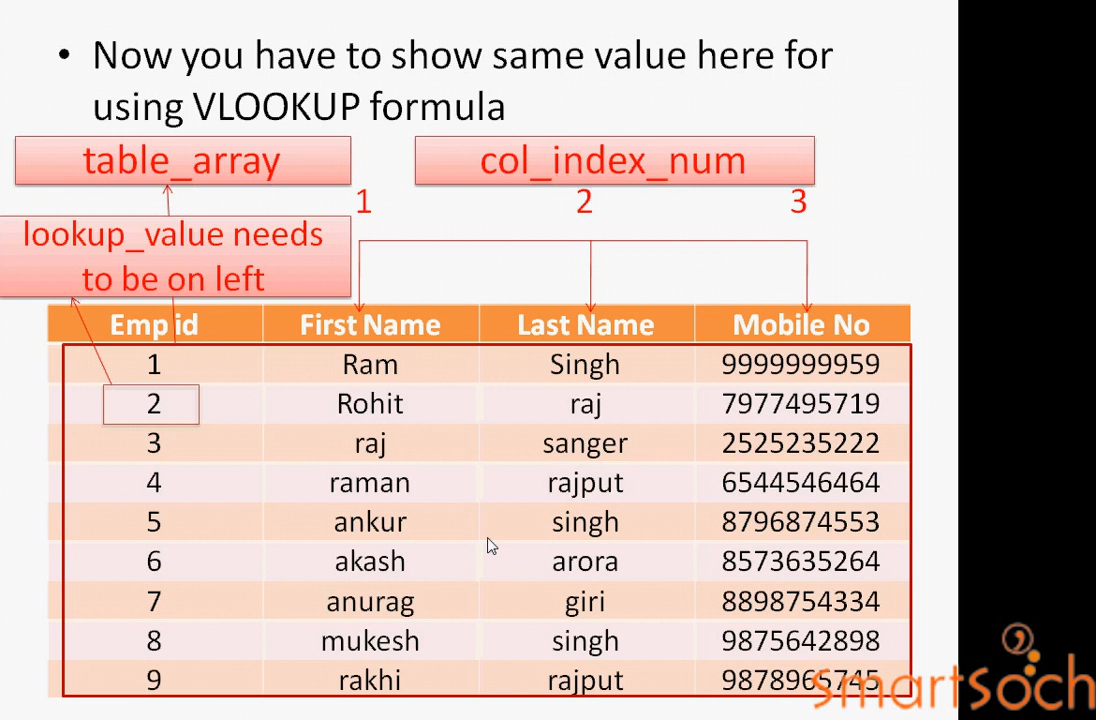 • Now you have to show same value here for
using VLOOKUP formula
table_array
col_index_num
1 2 3
lookup_value needs
to be on left
Emp id First Name Last Name Mobile No
1 Ram Singh 9999999959
2 Rohit raj 7977495719
3 raj sanger 2525235222
4 raman rajput 6544546464
5 ankur singh 8796874553
6 akash arora 8573635264
7 anurag giri 8898754334
8 mukesh singh 9875642898
9 rakhi rajput 9878965745
smartsoch